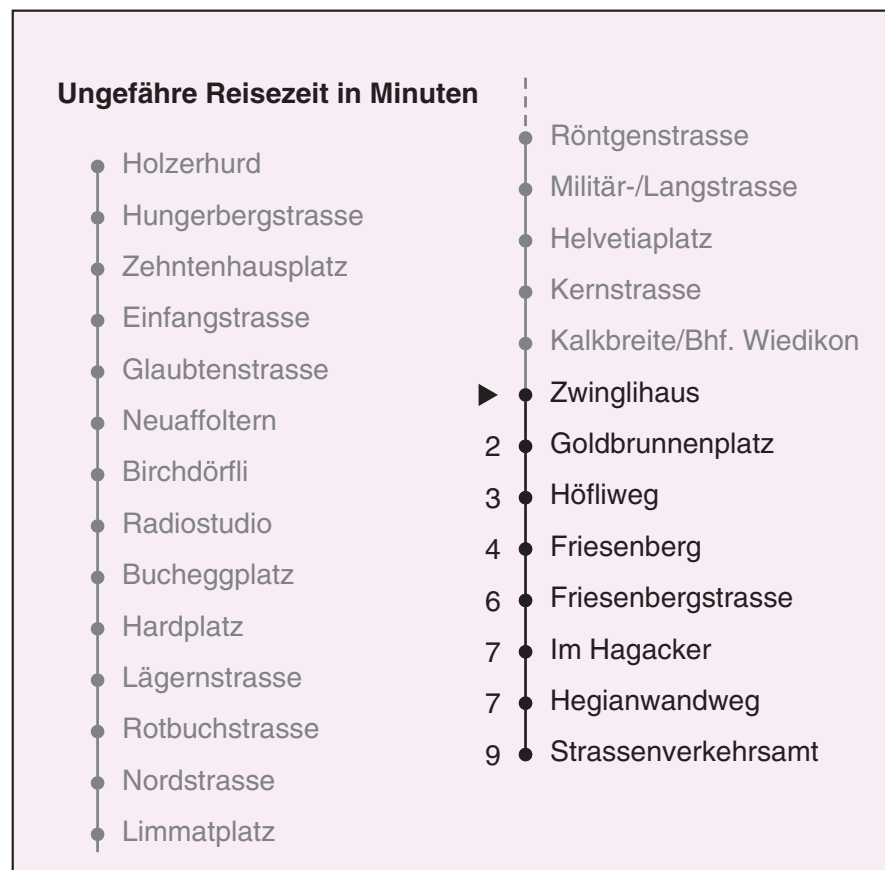 Ungefähre Reisezeit in Minuten
Holzerhurd
Hungerbergstrasse
Zehntenhausplatz
Einfangstrasse
Glaubtenstrasse
Neuaffoltern
Birchdörfli
Radiostudio
Bucheggplatz
Hardplatz
Lägernstrasse
Rotbuchstrasse
Nordstrasse
Limmatplatz
Röntgenstrasse
Militär-/Langstrasse
Helvetiaplatz
Kernstrasse
Kalkbreite/Bhf. Wiedikon
Zwinglihaus
2 Goldbrunnenplatz
3 Höfliweg
4 Friesenberg
6 Friesenbergstrasse
7 Im Hagacker
7 Hegianwandweg
9 Strassenverkehrsamt